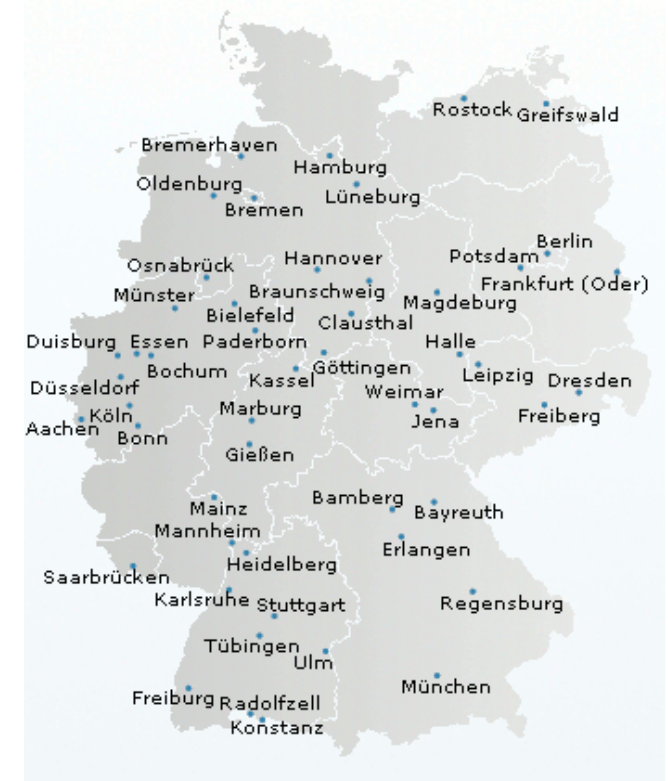 Rostock
Greifswald
Bremerhaven
Hamburg
Oldenburg
Lüneburg
Bremen
Berlin
Hannover
Potsdam
Osnabrück
Frankfurt (Oder)
Münster
Braunschweig
Magdeburg
Bielefeld
Clausthal
Duisburg
Essen
Paderborn
Halle
Göttingen
Bochum
Leipzig
Kassel
Dresden
Düsseldorf
Weimar
Köln
Marburg
Jena
Freiberg
Aachen
Bonn
Gießen
Bamberg
Mainz
Bayreuth
Mannheim
Erlangen
Heidelberg
Saarbrücken
Karlsruhe
Stuttgart
Regensburg
Tübingen
Ulm
München
Freiburg
Radolfzell
Konstanz